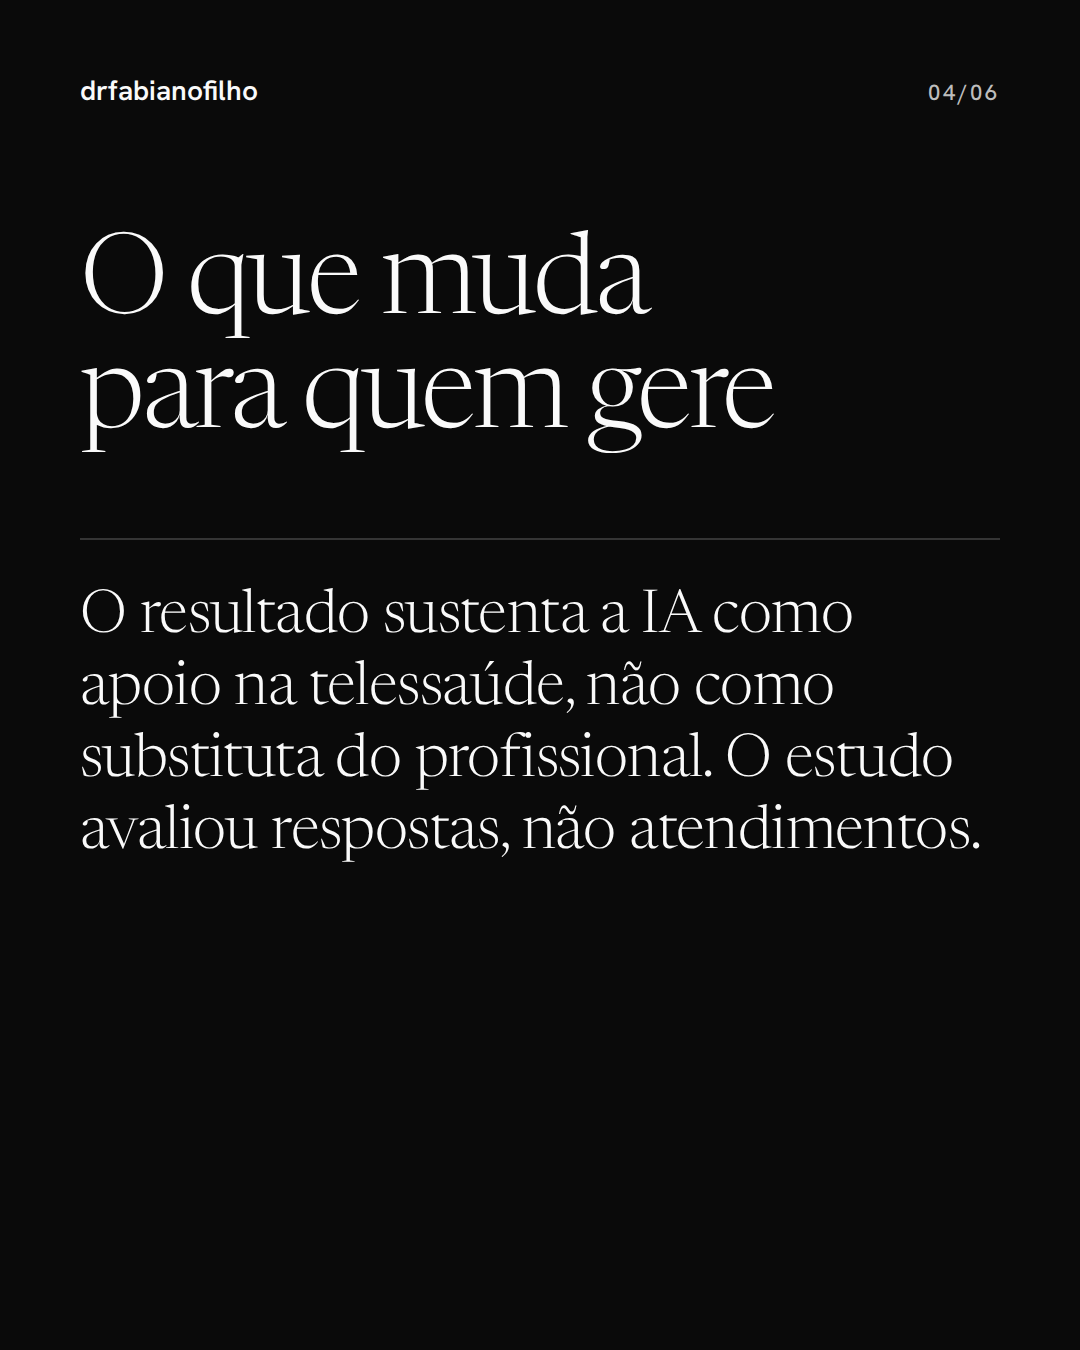 drfabianofilho
04/06
O que muda
para quem gere
O resultado sustenta a IA como
apoio na telessaúde, não como
substituta do profissional. O estudo
avaliou respostas, não atendimentos.